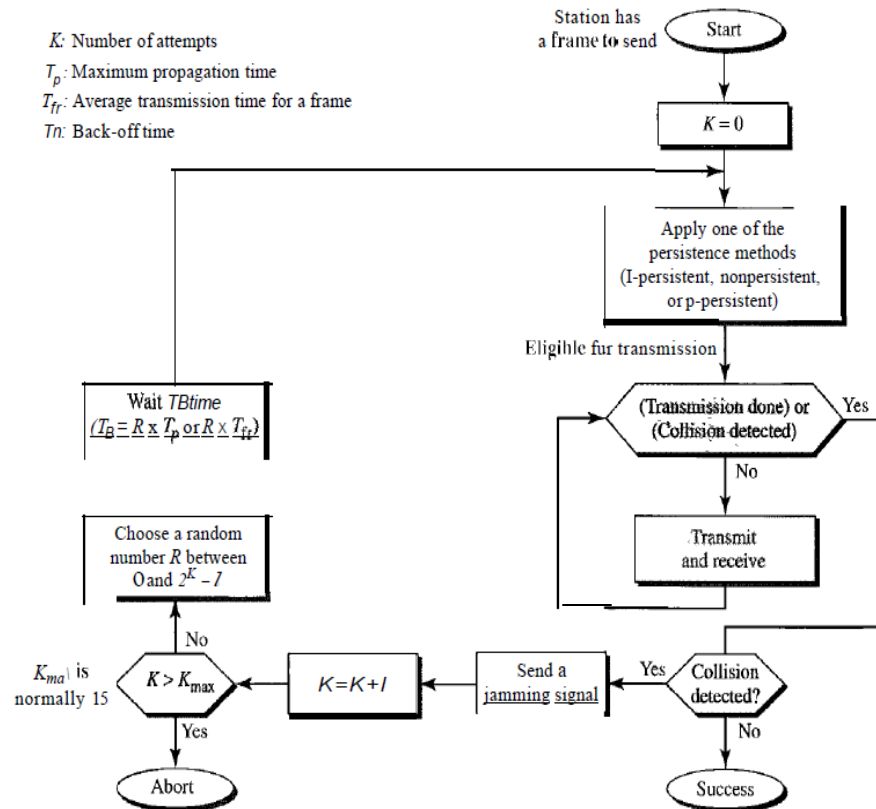 Station has
a frame to send
Start
K: Number of attempts
Tp: Maximum propagation time
Tfr: Average transmission time for a frame
Tn: Back-off time
K = 0
Apply one of the
persistence methods
(I-persistent, nonpersistent,
or p-persistent)
Eligible fur transmission
Wait TBtime
(TB = R x Tp or R × Tfr)
(Transmission done) or
(Collision detected)
Yes
No
Choose a random
number R between
0 and 2^K - 1
Transmit
and receive
No
Kma\ is
normally 15
K > Kmax
K=K+I
Send a
jamming signal
Yes
Collision
detected?
Yes
No
Abort
Success